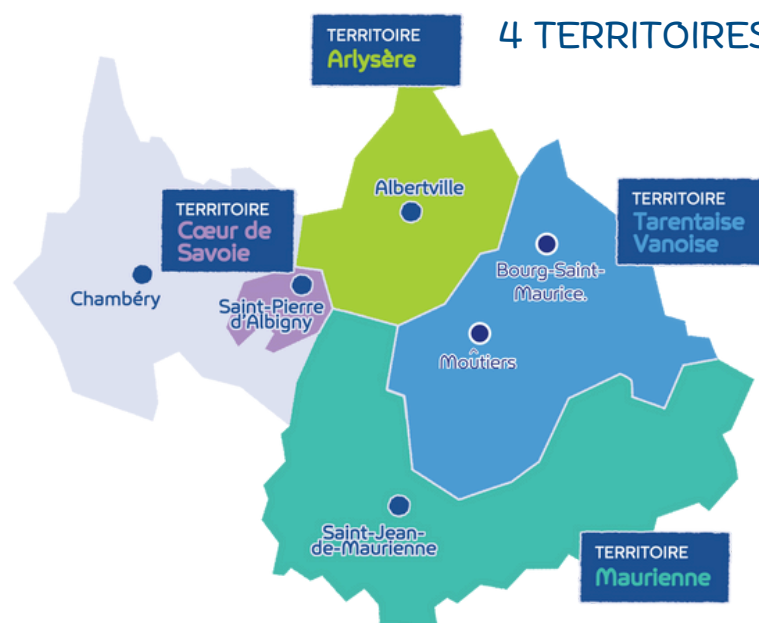 4 TERRITOIRES
TERRITOIRE
Arlysère
Albertville
TERRITOIRE
Cœur de
Savoie
TERRITOIRE
Tarentaise
Vanoise
Bourg-Saint-
Maurice.
Chambéry
Saint-Pierre
d'Albigny
Moûtiers
Saint-Jean-
de-Maurienne
TERRITOIRE
Maurienne